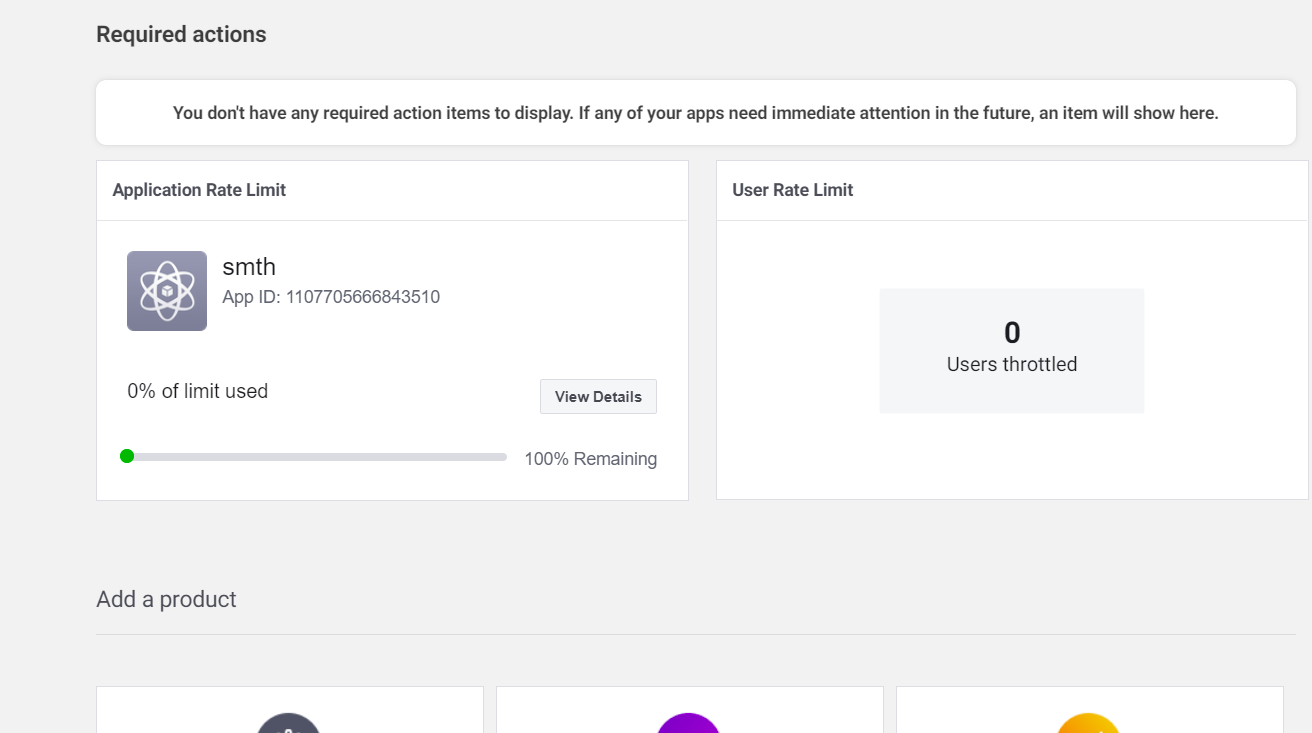 Required actions
You don't have any required action items to display. If any of your apps need immediate attention in the future, an item will show here.
Application Rate Limit
smth
App ID: 1107705666843510
0% of limit used
View Details
100% Remaining
User Rate Limit
0
Users throttled
Add a product